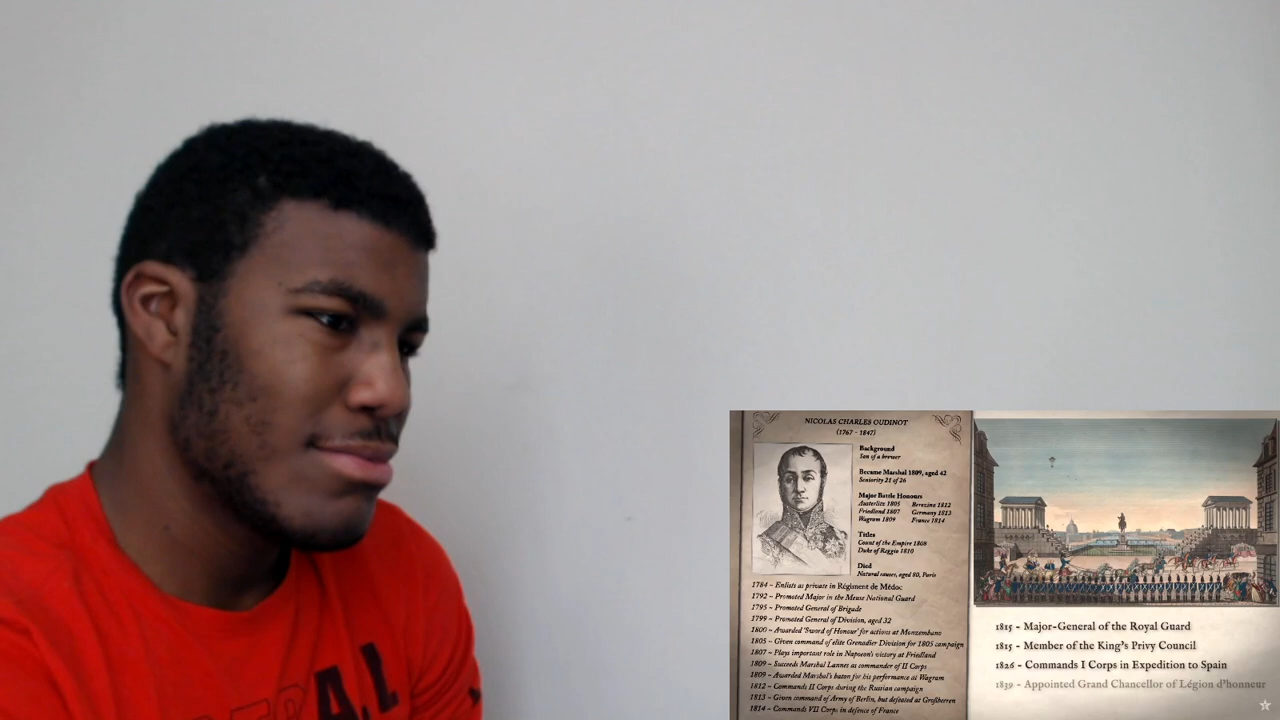 NICOLAS CHARLES OUDINOT
(1767 - 1847)
Background
Son of a brewer
Became Marshal 1809, aged 42
Seniority 21 of 26
Major Battle Honours
Austerlitz 1805 Berezina 1812
Friedland 1807 Germany 1813
Wagram 1809 France 1814
Titles
Count of the Empire 1808
Duke of Reggio 1810
Died
Natural causes, aged 80, Paris
1784 ~ Enlists as private in Régiment de Médoc
1792 ~ Promoted Major in the Meuse National Guard
1795 ~ Promoted General of Brigade
1799 ~ Promoted General of Division, aged 32
1800 ~ Awarded 'Sword of Honour' for actions at Monzembano
1805 ~ Given command of elite Grenadier Division for 1805 campaign
1807 ~ Plays important role in Napoleon's victory at Friedland
1809 ~ Succeeds Marshal Lannes as commander of II Corps
1809 ~ Awarded Marshal's baton for his performance at Wagram
1812 ~ Commands II Corps during the Russian campaign
1813 ~ Given command of Army of Berlin, but defeated at Großbeeren
1814 ~ Commands VII Corps in defence of France
1815 - Major-General of the Royal Guard
1815 - Member of the King's Privy Council
1826 - Commands I Corps in Expedition to Spain
1839 - Appointed Grand Chancellor of Légion d'honneur